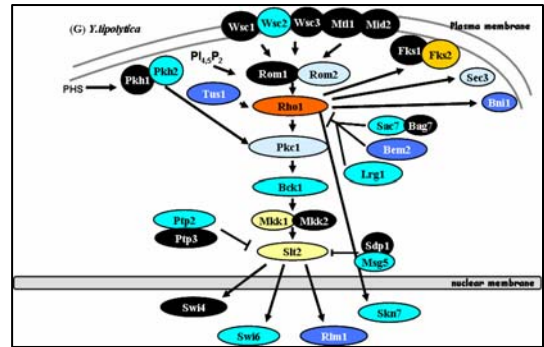 (G) Y.lipolytica
Wsc1 Wsc2 Wsc3 Mtl1 Mid2
Plasma membrane
Fks1 Fks2
PI4,5P2
Pkh1 Pkh2
Rom1 Rom2
Sec3
PHS
Tus1
Rho1
Bni1
Sac7 Bag7
Pkc1
Bem2
Lrg1
Bck1
Ptp2
Mkk1 Mkk2
Ptp3
Sdp1
Slt2
Msg5
nuclear membrane
Swi4
Skn7
Swi6
Rlm1